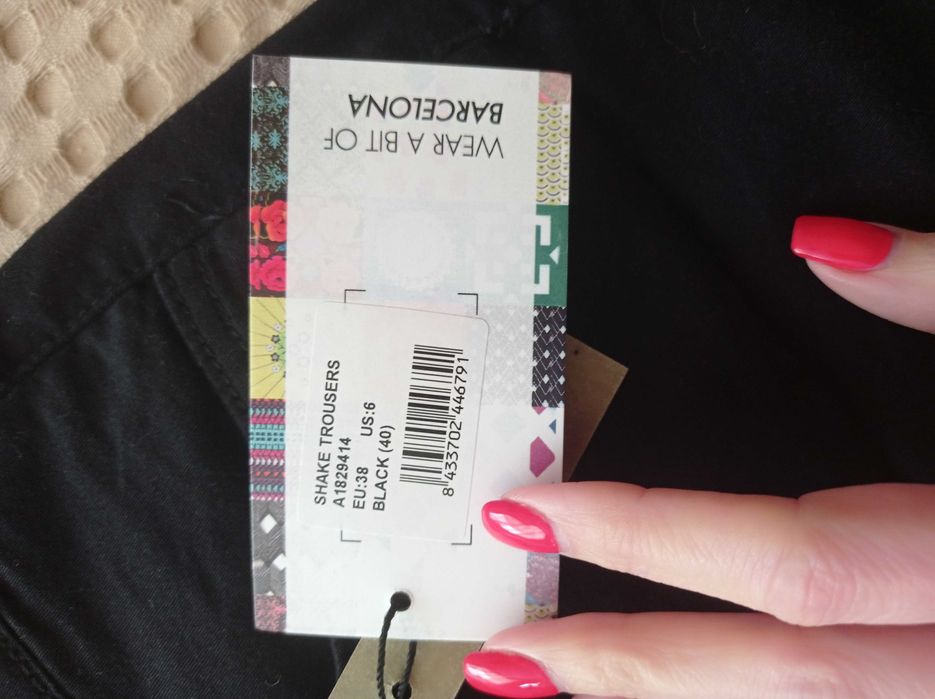 WEAR A BIT OF
BARCELONA
SHAKE TROUSERS
A1829414
EU:38 US:6
BLACK (40)
8 433702 446791